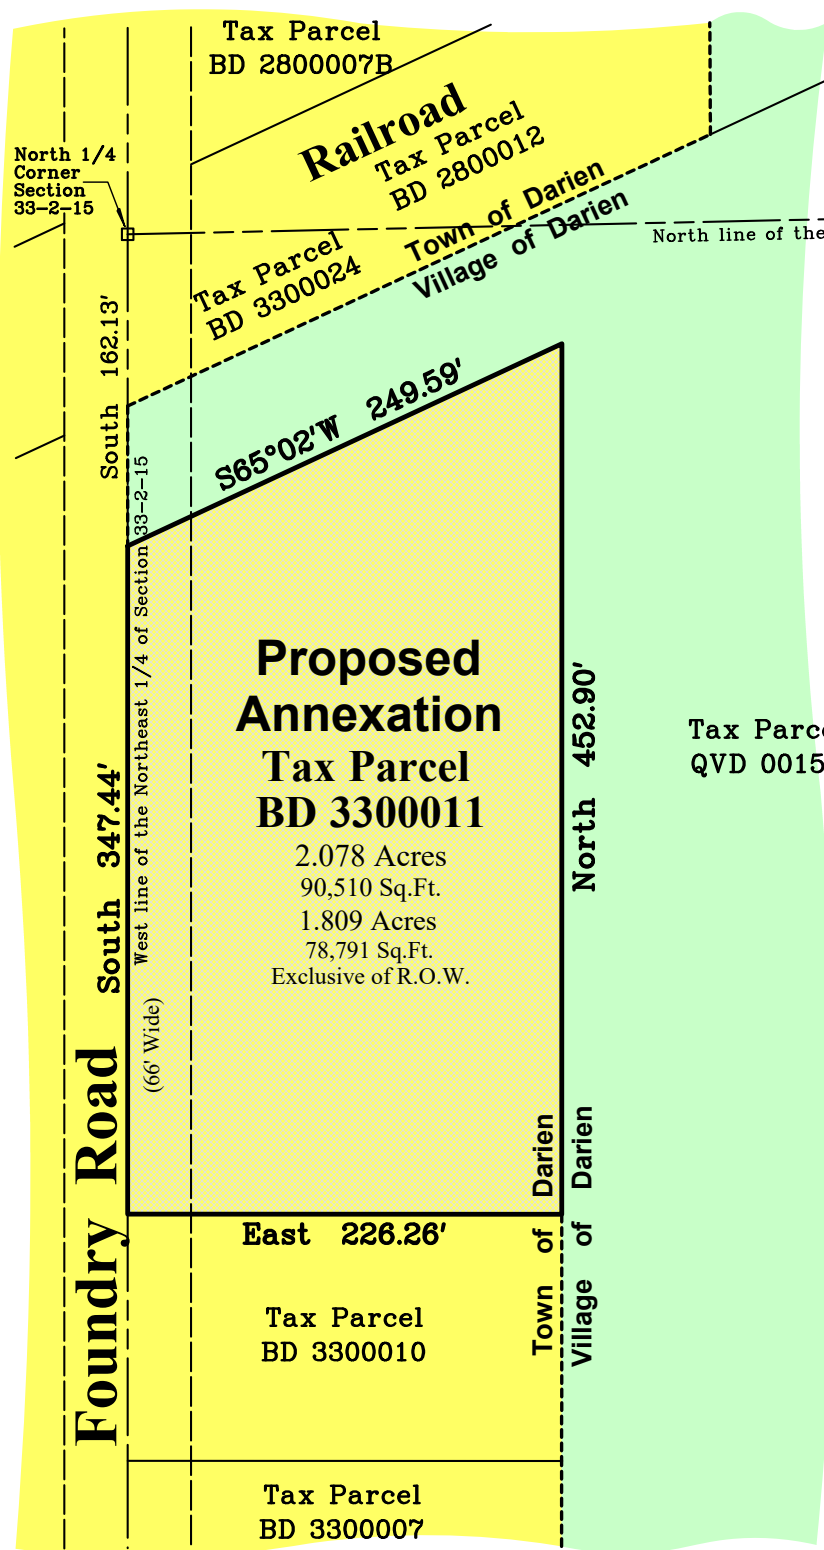 Tax Parcel
BD 2800007B
Railroad
Tax Parcel
BD 2800012
North 1/4
Corner
Section
33-2-15
Town of Darien
Village of Darien
North line of the
Tax Parcel
BD 3300024
South 162.13'
S65°02'W 249.59'
West line of the Northeast 1/4 of Section 33-2-15
Proposed
Annexation
Tax Parcel
BD 3300011
2.078 Acres
90,510 Sq.Ft.
1.809 Acres
78,791 Sq.Ft.
Exclusive of R.O.W.
South 347.44'
North 452.90'
Tax Parc
QVD 0015
(66' Wide)
Foundry Road
Town of Darien
Village of Darien
East 226.26'
Tax Parcel
BD 3300010
Tax Parcel
BD 3300007